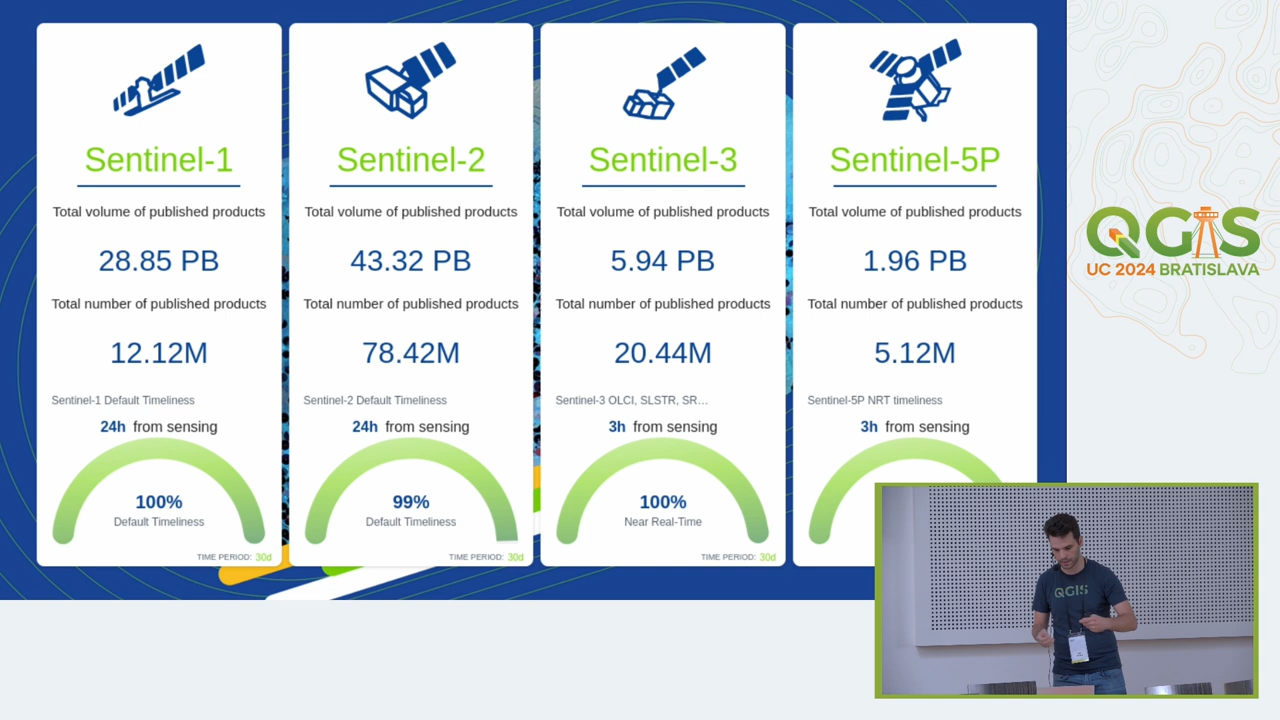 Sentinel-1
Total volume of published products
28.85 PB
Total number of published products
12.12M
Sentinel-1 Default Timeliness
24h from sensing
100%
Default Timeliness
TIME PERIOD: 30d
Sentinel-2
Total volume of published products
43.32 PB
Total number of published products
78.42M
Sentinel-2 Default Timeliness
24h from sensing
99%
Default Timeliness
TIME PERIOD: 30d
Sentinel-3
Total volume of published products
5.94 PB
Total number of published products
20.44M
Sentinel-3 OLCI, SLSTR, SR...
3h from sensing
100%
Near Real-Time
TIME PERIOD: 30d
Sentinel-5P
Total volume of published products
1.96 PB
Total number of published products
5.12M
Sentinel-5P NRT timeliness
3h from sensing
QGIS
UC 2024 BRATISLAVA
QGIS